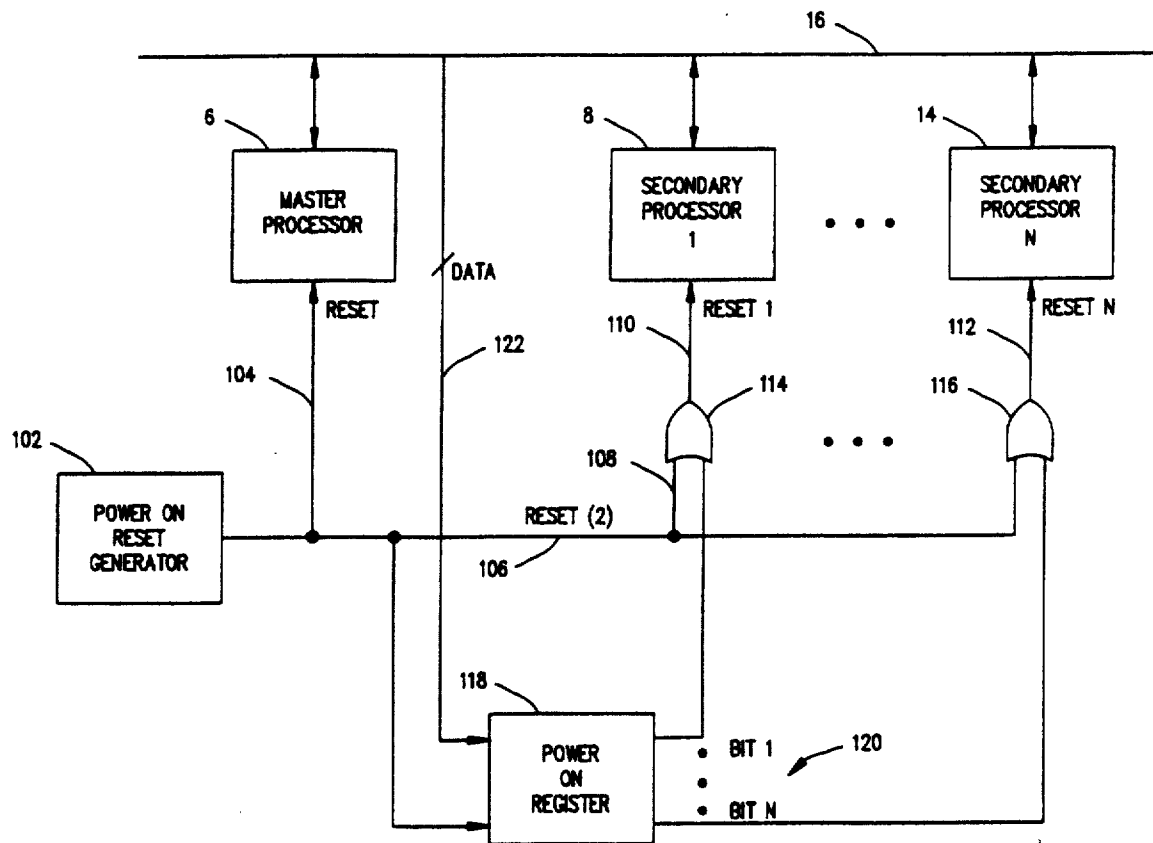 16
6
8
14
MASTER
PROCESSOR
SECONDARY
PROCESSOR
1
SECONDARY
PROCESSOR
N
DATA
RESET
RESET 1
RESET N
110
112
122
104
114
116
102
108
POWER ON
RESET
GENERATOR
RESET (2)
106
118
POWER
ON
REGISTER
BIT 1
120
BIT N